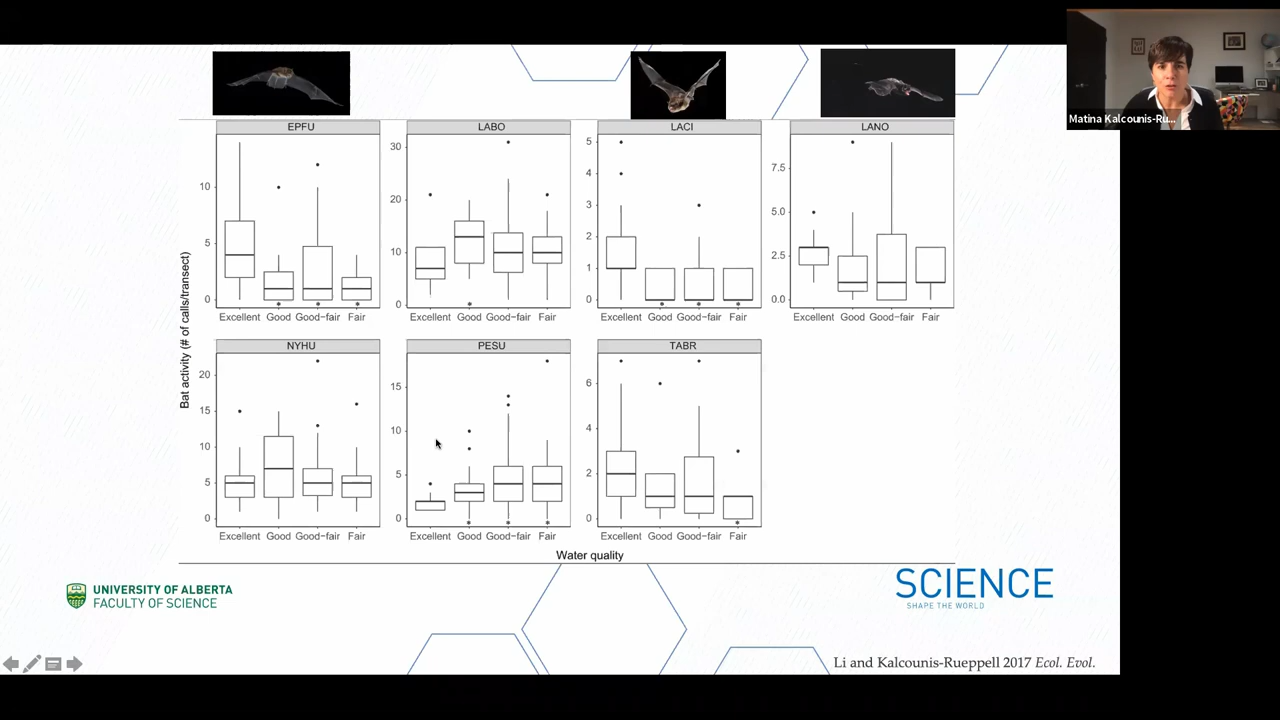 Matina Kalcounis-Ru...
EPFU
LABO
LACI
LANO
10
5
0
30
20
10
0
5
4
3
2
1
0
7.5
5.0
2.5
0.0
* * *
*
* * *
Excellent Good Good-fair Fair
Excellent Good Good-fair Fair
Excellent Good Good-fair Fair
Excellent Good Good-fair Fair
Bat activity (# of calls/transect)
NYHU
PESU
TABR
20
15
10
5
0
15
10
5
0
6
4
2
0
* * *
*
Excellent Good Good-fair Fair
Excellent Good Good-fair Fair
Excellent Good Good-fair Fair
Water quality
UNIVERSITY OF ALBERTA
FACULTY OF SCIENCE
SCIENCE
SHAPE THE WORLD
Li and Kalcounis-Rueppell 2017 Ecol. Evol.